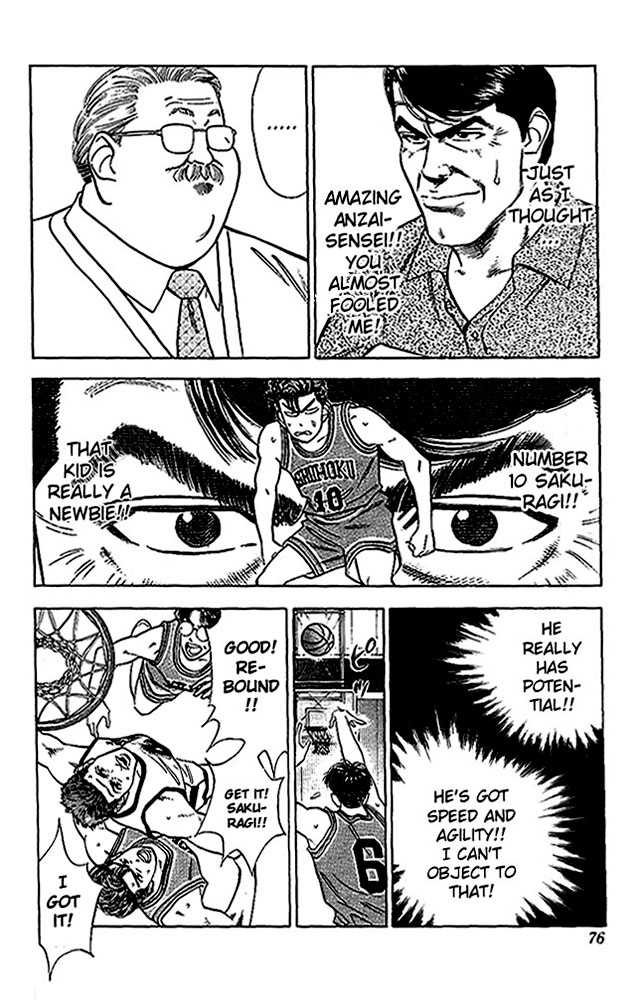 JUST
AS I
THOUGHT
....
AMAZING
ANZAI-
SENSEI!!
YOU
ALMOST
FOOLED
ME!
......
NUMBER
10 SAKU-
RAGI!!
SHOHOKU
10
THAT
KID IS
REALLY A
NEWBIE!!
HE
REALLY
HAS
POTEN-
TIAL!!
HE'S GOT
SPEED AND
AGILITY!!
I CAN'T
OBJECT TO
THAT!
6
GOOD!
RE-
BOUND
!!
GET IT!
SAKU-
RAGI!!
I
GOT
IT!
76